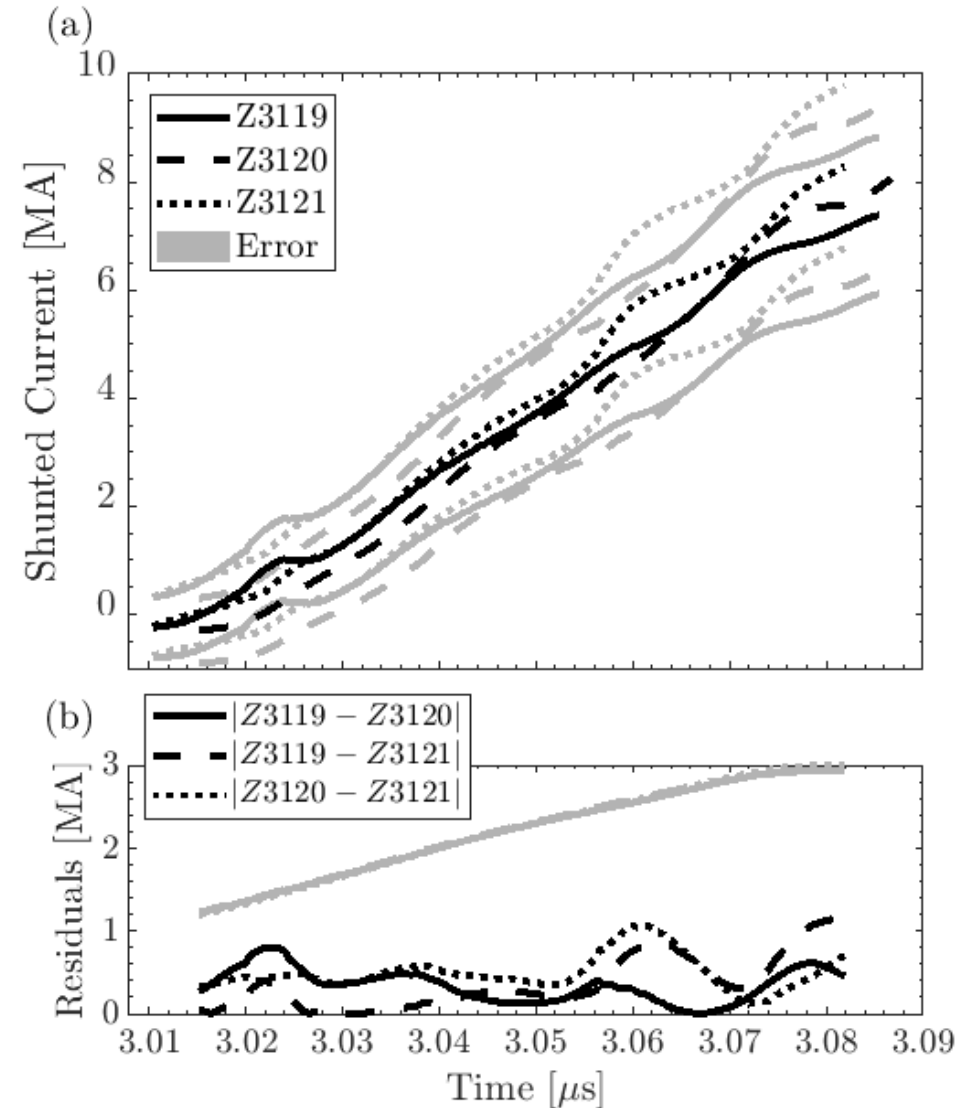 (a)
10
8
6
4
2
0
Shunted Current [MA]
Z3119
Z3120
Z3121
Error
(b)
|Z3119 − Z3120|
|Z3119 − Z3121|
|Z3120 − Z3121|
3
2
1
0
Residuals [MA]
3.01 3.02 3.03 3.04 3.05 3.06 3.07 3.08 3.09
Time [μs]